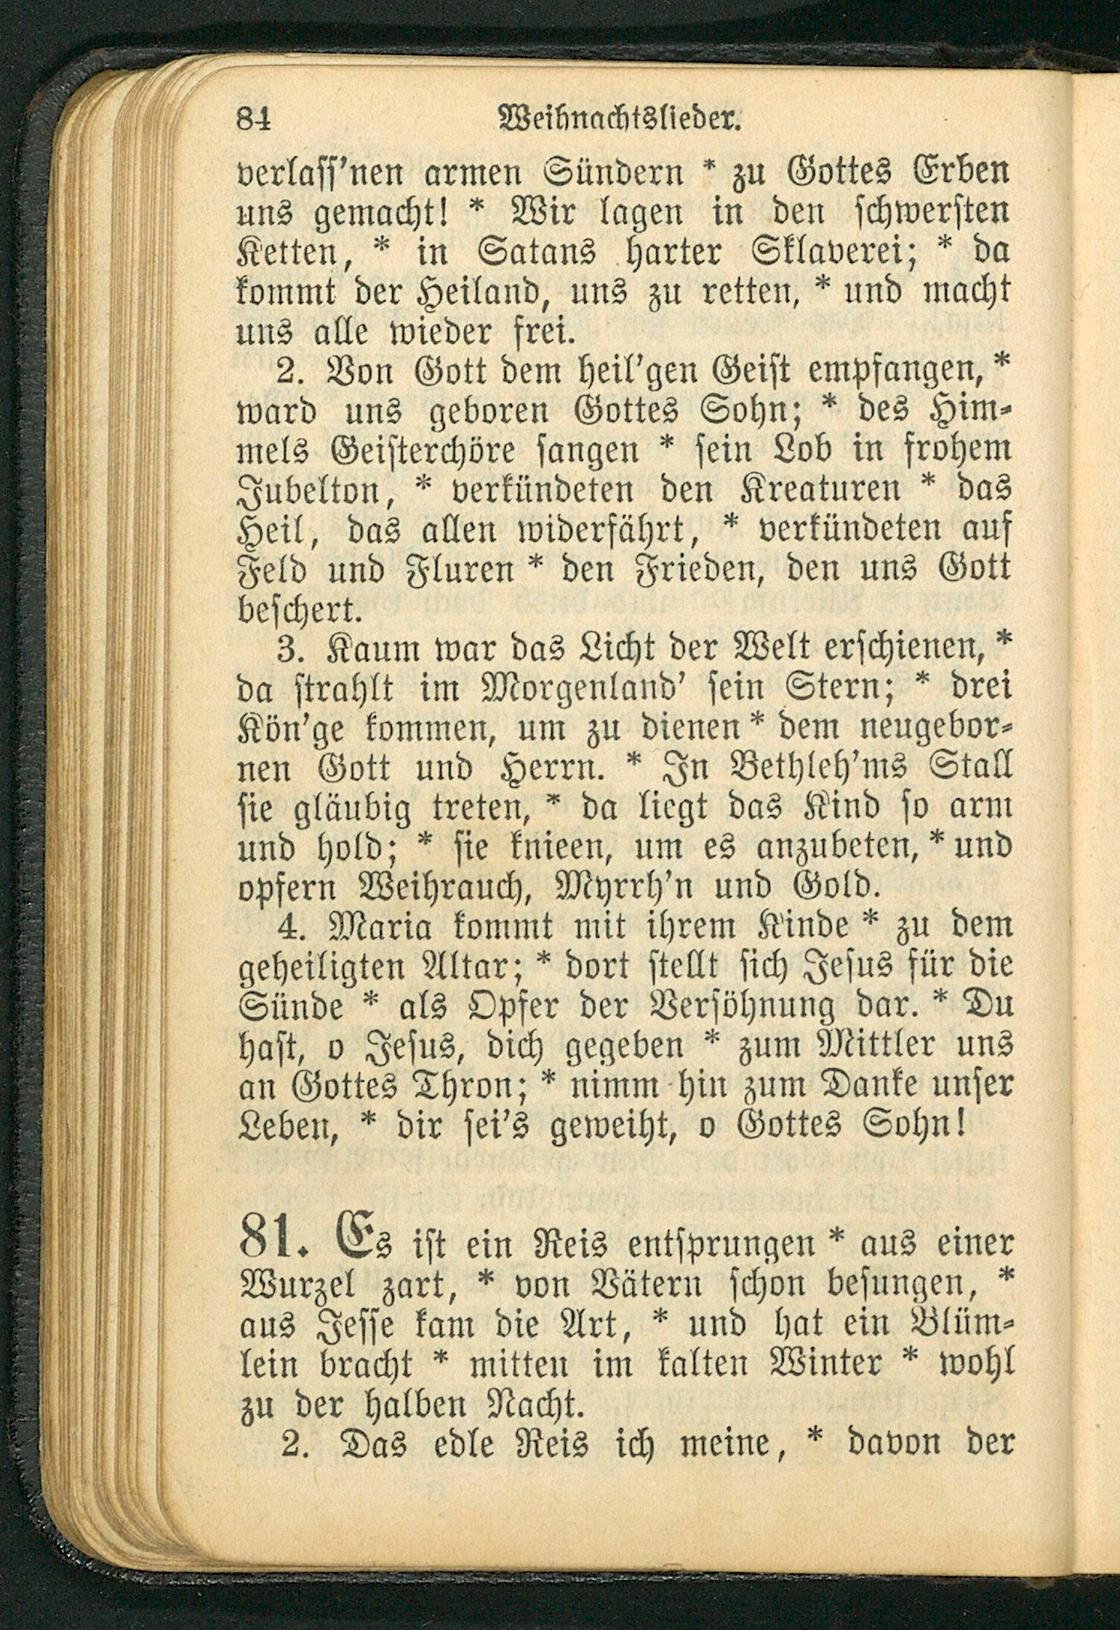 84 Weihnachtslieder.
verlass'nen armen Sündern * zu Gottes Erben
uns gemacht! * Wir lagen in den schwersten
Ketten, * in Satans harter Sklaverei; * da
kommt der Heiland, uns zu retten, * und macht
uns alle wieder frei.
2. Von Gott dem heil'gen Geist empfangen, *
ward uns geboren Gottes Sohn; * des Him-
mels Geisterchöre sangen * sein Lob in frohem
Jubelton, * verkündeten den Kreaturen * das
Heil, das allen widerfährt, * verkündeten auf
Feld und Fluren * den Frieden, den uns Gott
beschert.
3. Kaum war das Licht der Welt erschienen, *
da strahlt im Morgenland' sein Stern; * drei
Kön'ge kommen, um zu dienen * dem neugebor-
nen Gott und Herrn. * In Bethleh'ms Stall
sie gläubig treten, * da liegt das Kind so arm
und hold; * sie knieen, um es anzubeten, * und
opfern Weihrauch, Myrrh'n und Gold.
4. Maria kommt mit ihrem Kinde * zu dem
geheiligten Altar; * dort stellt sich Jesus für die
Sünde * als Opfer der Versöhnung dar. * Du
hast, o Jesus, dich gegeben * zum Mittler uns
an Gottes Thron; * nimm hin zum Danke unser
Leben, * dir sei's geweiht, o Gottes Sohn!
81. Es ist ein Reis entsprungen * aus einer
Wurzel zart, * von Vätern schon besungen, *
aus Jesse kam die Art, * und hat ein Blüm-
lein bracht * mitten im kalten Winter * wohl
zu der halben Nacht.
2. Das edle Reis ich meine, * davon der